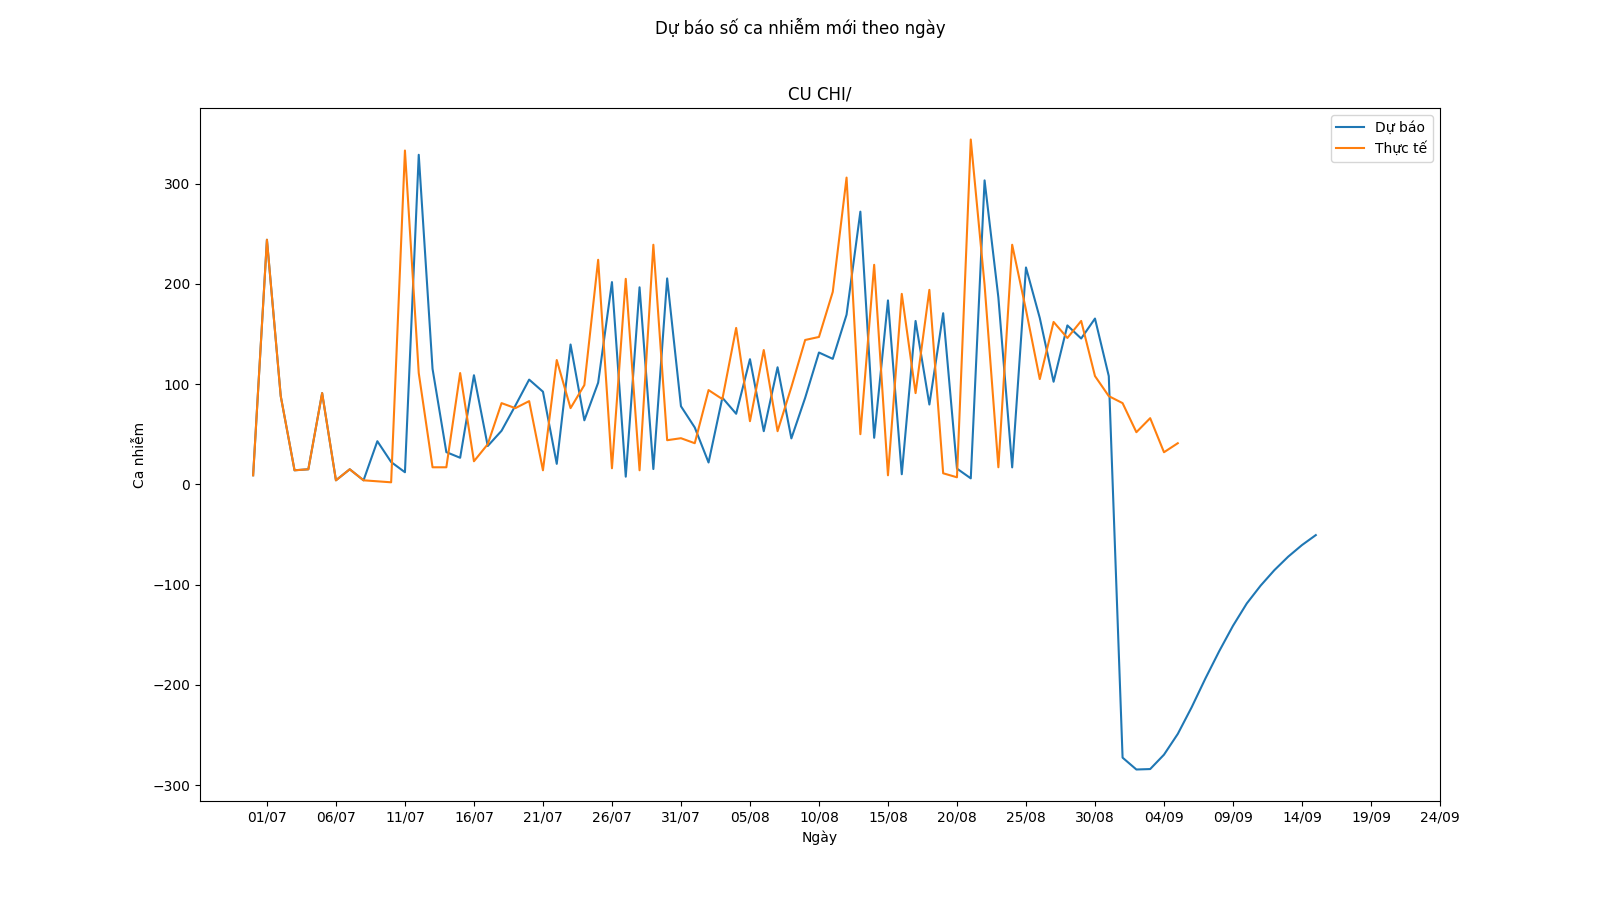 Dự báo số ca nhiễm mới theo ngày
CU CHI/
Dự báo
Thực tế
300
200
100
0
−100
−200
−300
Ca nhiễm
01/07 06/07 11/07 16/07 21/07 26/07 31/07 05/08 10/08 15/08 20/08 25/08 30/08 04/09 09/09 14/09 19/09 24/09
Ngày